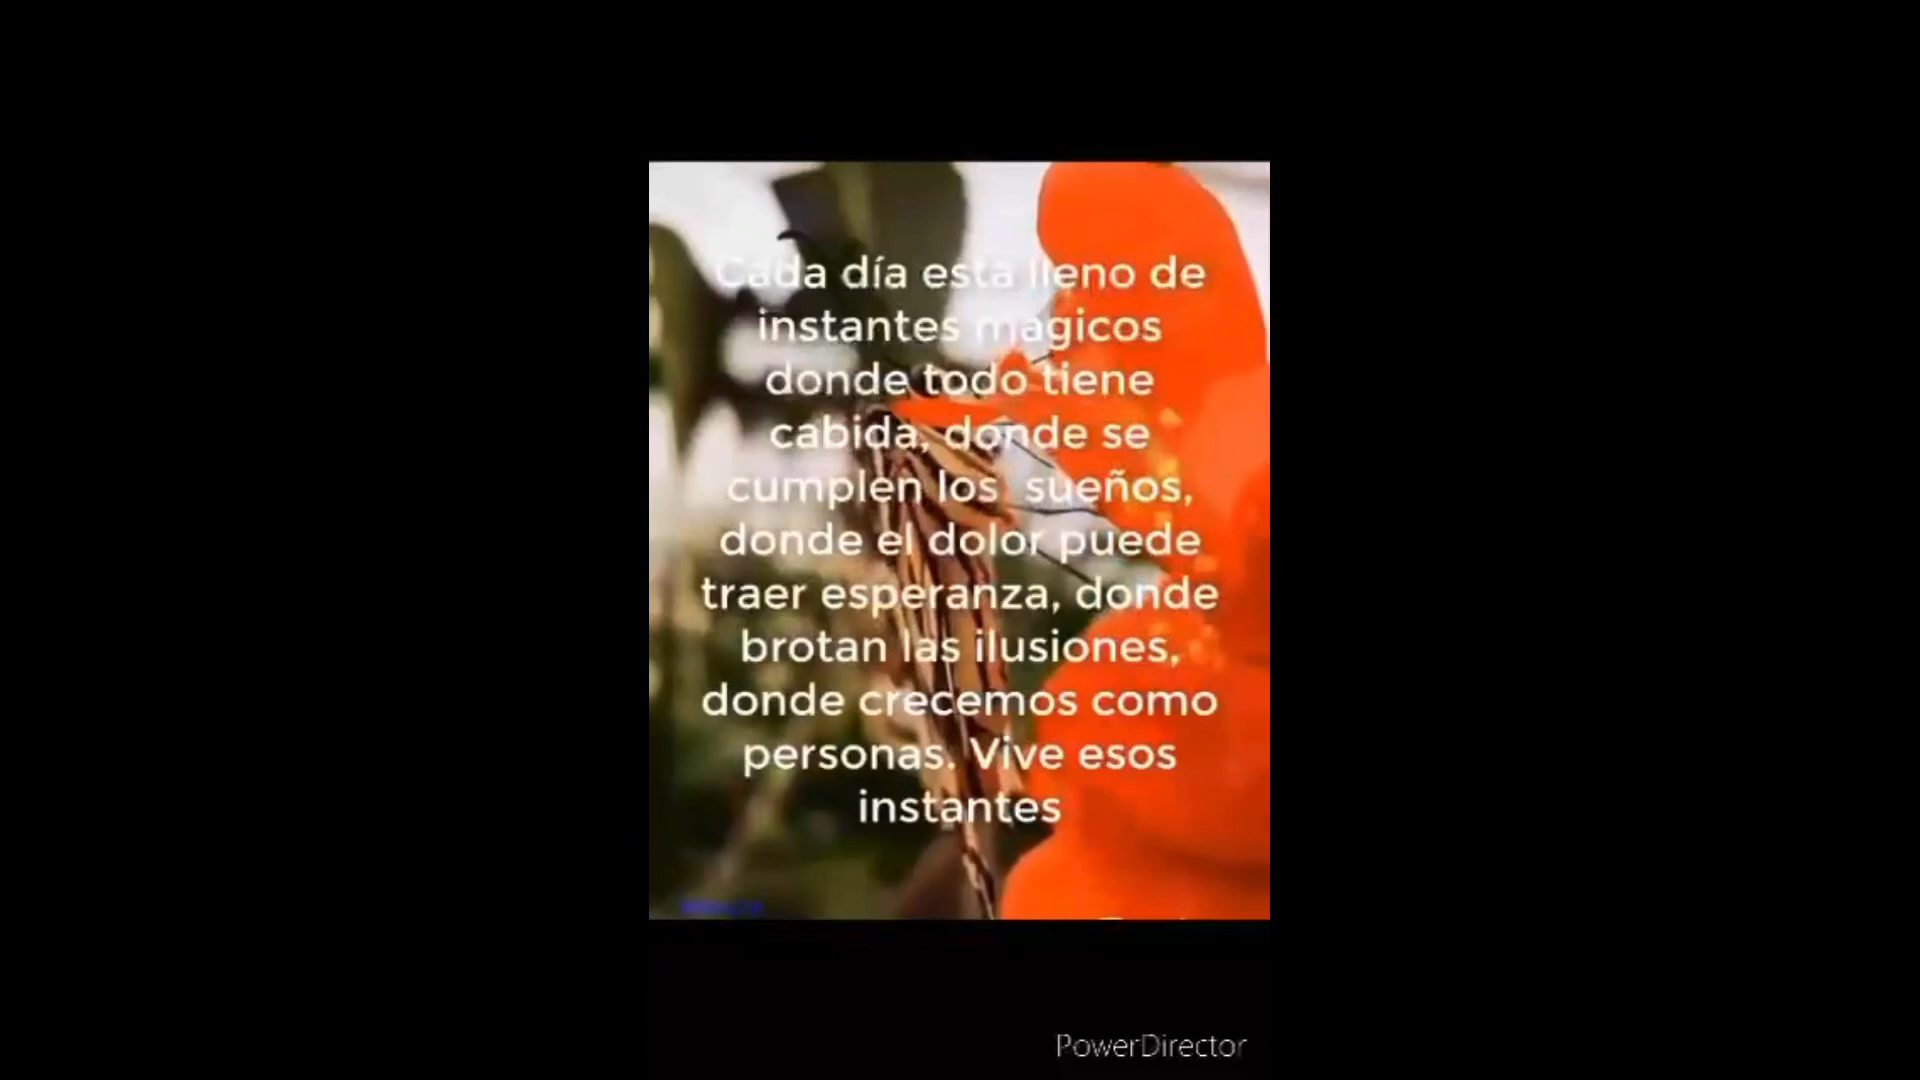 Cada día esta lleno de
instantes magicos
donde todo tiene
cabida, donde se
cumplen los sueños,
donde el dolor puede
traer esperanza, donde
brotan las ilusiones,
donde crecemos como
personas. Vive esos
instantes
PowerDirector